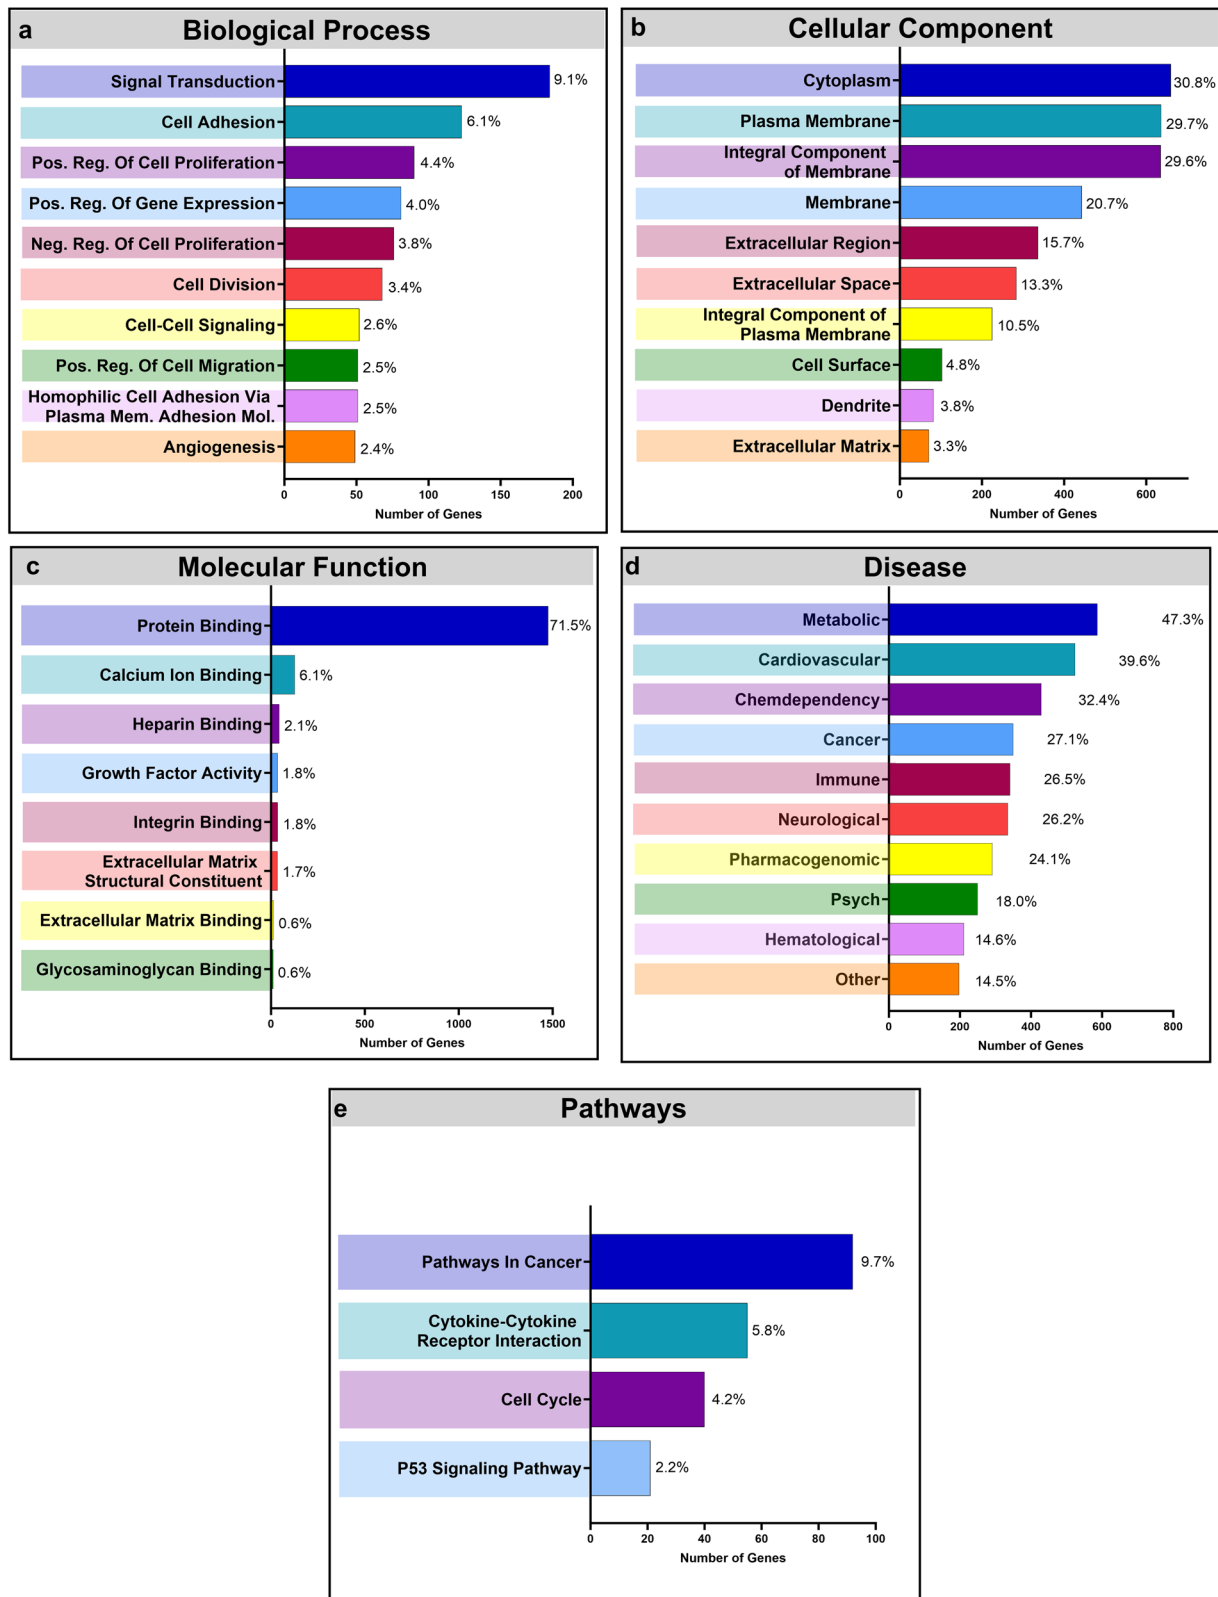 a
Biological Process
Signal Transduction
9.1%
Cell Adhesion
6.1%
Pos. Reg. Of Cell Proliferation
4.4%
Pos. Reg. Of Gene Expression
4.0%
Neg. Reg. Of Cell Proliferation
3.8%
Cell Division
3.4%
Cell-Cell Signaling
2.6%
Pos. Reg. Of Cell Migration
2.5%
Homophilic Cell Adhesion Via
Plasma Mem. Adhesion Mol.
2.5%
Angiogenesis
2.4%
0 50 100 150 200
Number of Genes
b
Cellular Component
Cytoplasm
30.8%
Plasma Membrane
29.7%
Integral Component
of Membrane
29.6%
Membrane
20.7%
Extracellular Region
15.7%
Extracellular Space
13.3%
Integral Component of
Plasma Membrane
10.5%
Cell Surface
4.8%
Dendrite
3.8%
Extracellular Matrix
3.3%
0 200 400 600
Number of Genes
c
Molecular Function
Protein Binding
71.5%
Calcium Ion Binding
6.1%
Heparin Binding
2.1%
Growth Factor Activity
1.8%
Integrin Binding
1.8%
Extracellular Matrix
Structural Constituent
1.7%
Extracellular Matrix Binding
0.6%
Glycosaminoglycan Binding
0.6%
0 500 1000 1500
Number of Genes
d
Disease
Metabolic
47.3%
Cardiovascular
39.6%
Chemdependency
32.4%
Cancer
27.1%
Immune
26.5%
Neurological
26.2%
Pharmacogenomic
24.1%
Psych
18.0%
Hematological
14.6%
Other
14.5%
0 200 400 600 800
Number of Genes
e
Pathways
Pathways In Cancer
9.7%
Cytokine-Cytokine
Receptor Interaction
5.8%
Cell Cycle
4.2%
P53 Signaling Pathway
2.2%
0 20 40 60 80 100
Number of Genes